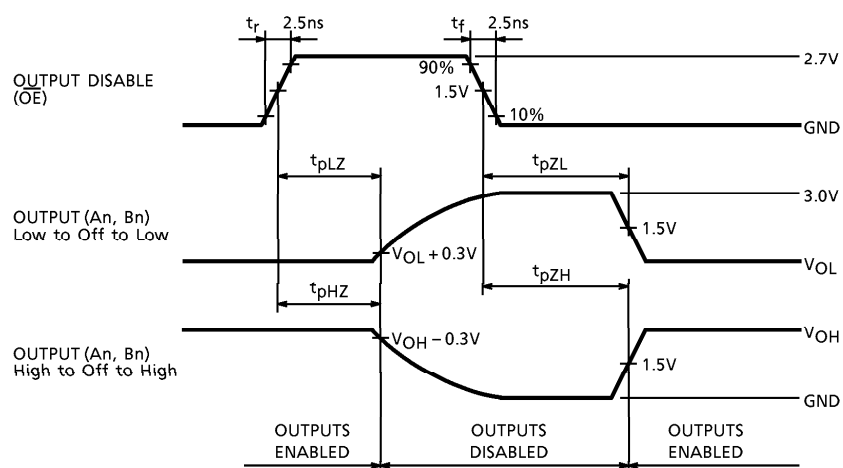 tr 2.5ns tf 2.5ns
OUTPUT DISABLE
(OE)
90%
1.5V
10%
2.7V
GND
tpLZ
tpZL
OUTPUT (An, Bn)
Low to Off to Low
VOL + 0.3V
3.0V
1.5V
VOL
tpHZ
tpZH
OUTPUT (An, Bn)
High to Off to High
VOH − 0.3V
VOH
1.5V
GND
OUTPUTS
ENABLED
OUTPUTS
DISABLED
OUTPUTS
ENABLED